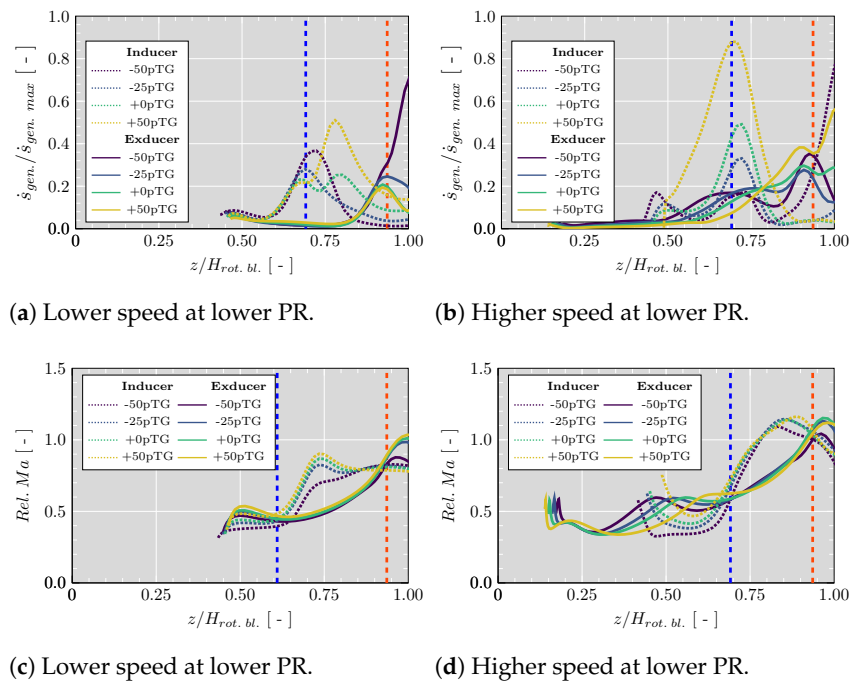 1.0
0.8
0.6
0.4
0.2
0.0
ṡgen./ṡgen. max [ - ]
Inducer
-50pTG
-25pTG
+0pTG
+50pTG
Exducer
-50pTG
-25pTG
+0pTG
+50pTG
0 0.25 0.50 0.75 1.00
z/Hrot. bl. [ - ]
(a) Lower speed at lower PR.
1.0
0.8
0.6
0.4
0.2
0.0
ṡgen./ṡgen. max [ - ]
Inducer
-50pTG
-25pTG
+0pTG
+50pTG
Exducer
-50pTG
-25pTG
+0pTG
+50pTG
0 0.25 0.50 0.75 1.00
z/Hrot. bl. [ - ]
(b) Higher speed at lower PR.
1.5
1.0
0.5
0.0
Rel. Ma [ - ]
Inducer Exducer
-50pTG -50pTG
-25pTG -25pTG
+0pTG +0pTG
+50pTG +50pTG
0 0.25 0.50 0.75 1.00
z/Hrot. bl. [ - ]
(c) Lower speed at lower PR.
1.5
1.0
0.5
0.0
Rel. Ma [ - ]
Inducer Exducer
-50pTG -50pTG
-25pTG -25pTG
+0pTG +0pTG
+50pTG +50pTG
0 0.25 0.50 0.75 1.00
z/Hrot. bl. [ - ]
(d) Higher speed at lower PR.